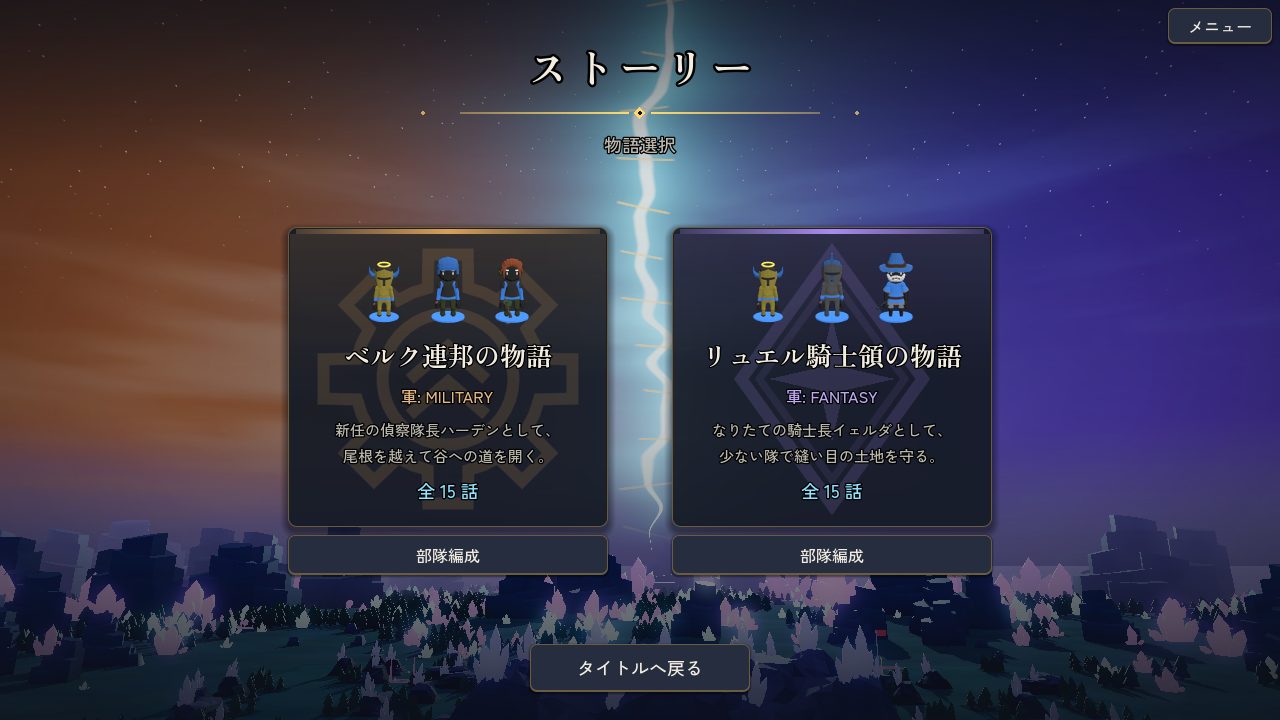 メニュー
ストーリー
物語選択
ベルク連邦の物語
軍: MILITARY
新任の偵察隊長ハーデンとして、
尾根を越えて谷への道を開く。
全 15 話
部隊編成
リュエル騎士領の物語
軍: FANTASY
なりたての騎士長イェルダとして、
少ない隊で縫い目の土地を守る。
全 15 話
部隊編成
タイトルへ戻る